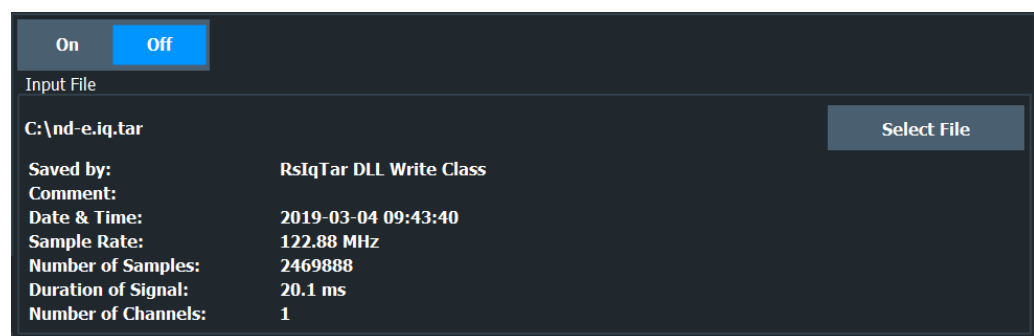 On Off
Input File
C:\nd-e.iq.tar Select File
Saved by: RsIqTar DLL Write Class
Comment:
Date & Time: 2019-03-04 09:43:40
Sample Rate: 122.88 MHz
Number of Samples: 2469888
Duration of Signal: 20.1 ms
Number of Channels: 1